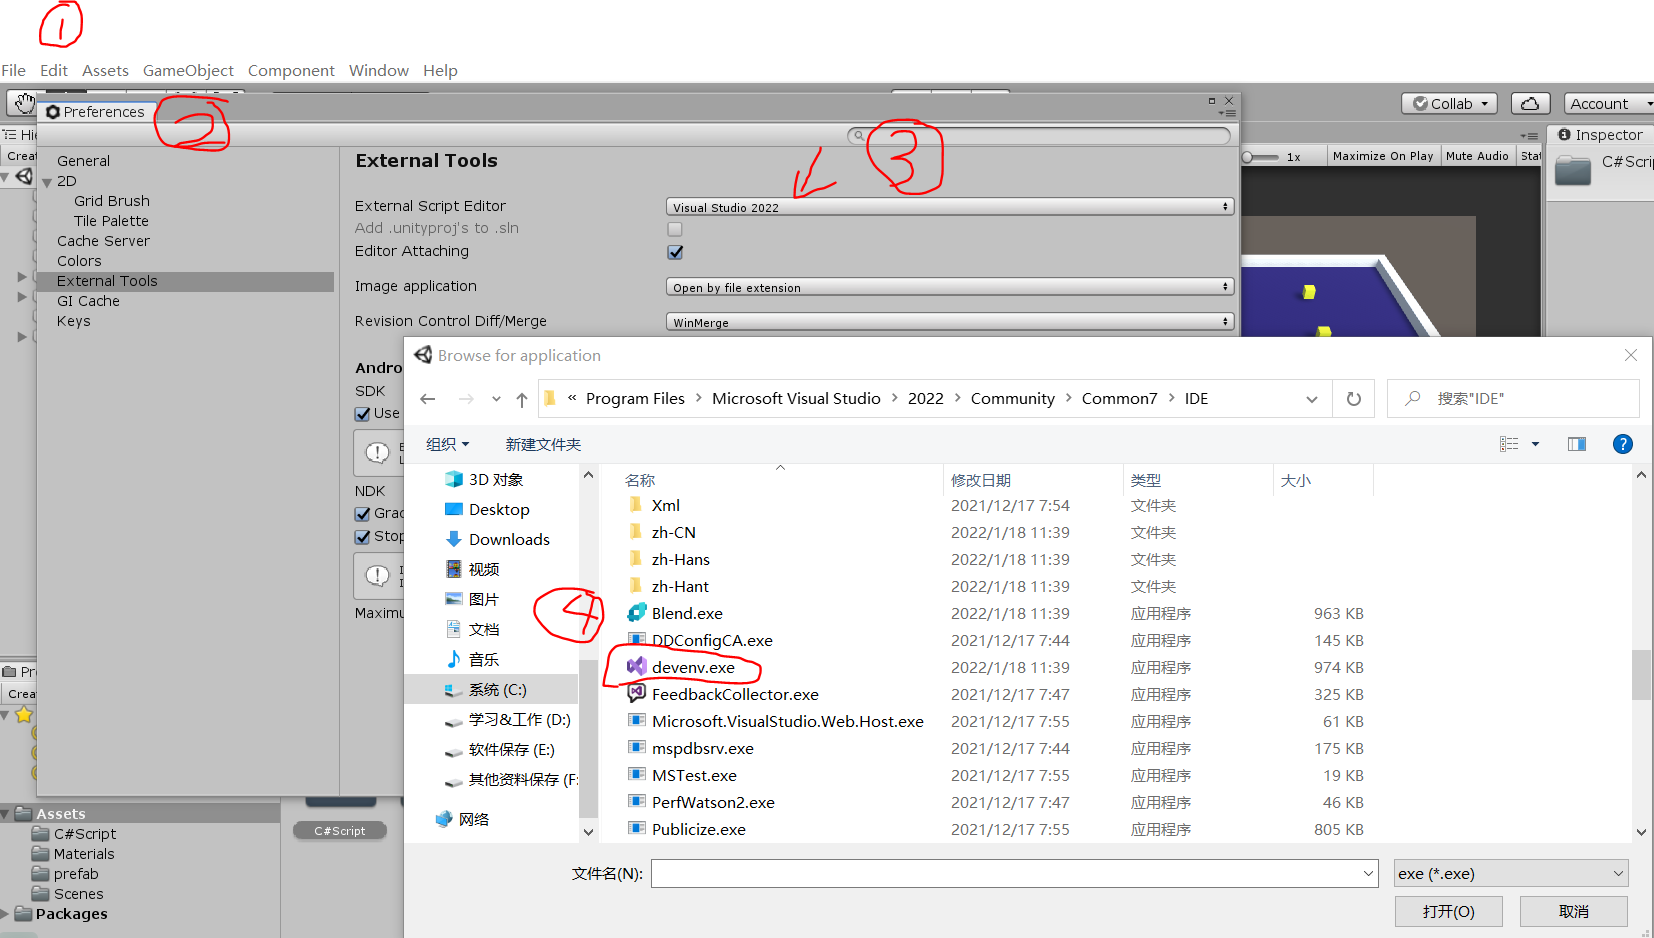 1
File Edit Assets GameObject Component Window Help
Preferences
2
Collab
Account
Hie
Creat
3
Inspector
1x
Maximize On Play
Mute Audio
Stat
C#Scrip
General
2D
Grid Brush
Tile Palette
Cache Server
Colors
External Tools
GI Cache
Keys
External Tools
External Script Editor
Visual Studio 2022
Add .unityproj's to .sln
Editor Attaching
Image application
Open by file extension
Revision Control Diff/Merge
WinMerge
Andro
SDK
Use
NDK
Grac
Stop
Maximu
Browse for application
« Program Files > Microsoft Visual Studio > 2022 > Community > Common7 > IDE
搜索"IDE"
组织
新建文件夹
3D 对象
Desktop
Downloads
视频
图片
文档
音乐
系统 (C:)
学习&工作 (D:)
软件保存 (E:)
其他资料保存 (F:
网络
4
名称 修改日期 类型 大小
Xml 2021/12/17 7:54 文件夹
zh-CN 2022/1/18 11:39 文件夹
zh-Hans 2022/1/18 11:39 文件夹
zh-Hant 2022/1/18 11:39 文件夹
Blend.exe 2022/1/18 11:39 应用程序 963 KB
DDConfigCA.exe 2021/12/17 7:44 应用程序 145 KB
devenv.exe 2022/1/18 11:39 应用程序 974 KB
FeedbackCollector.exe 2021/12/17 7:47 应用程序 325 KB
Microsoft.VisualStudio.Web.Host.exe 2021/12/17 7:55 应用程序 61 KB
mspdbsrv.exe 2021/12/17 7:44 应用程序 175 KB
MSTest.exe 2021/12/17 7:55 应用程序 19 KB
PerfWatson2.exe 2021/12/17 7:47 应用程序 46 KB
Publicize.exe 2021/12/17 7:55 应用程序 805 KB
文件名(N):
exe (*.exe)
打开(O)
取消
Pr
Crea
Assets
C#Script
Materials
prefab
Scenes
Packages
C#Script